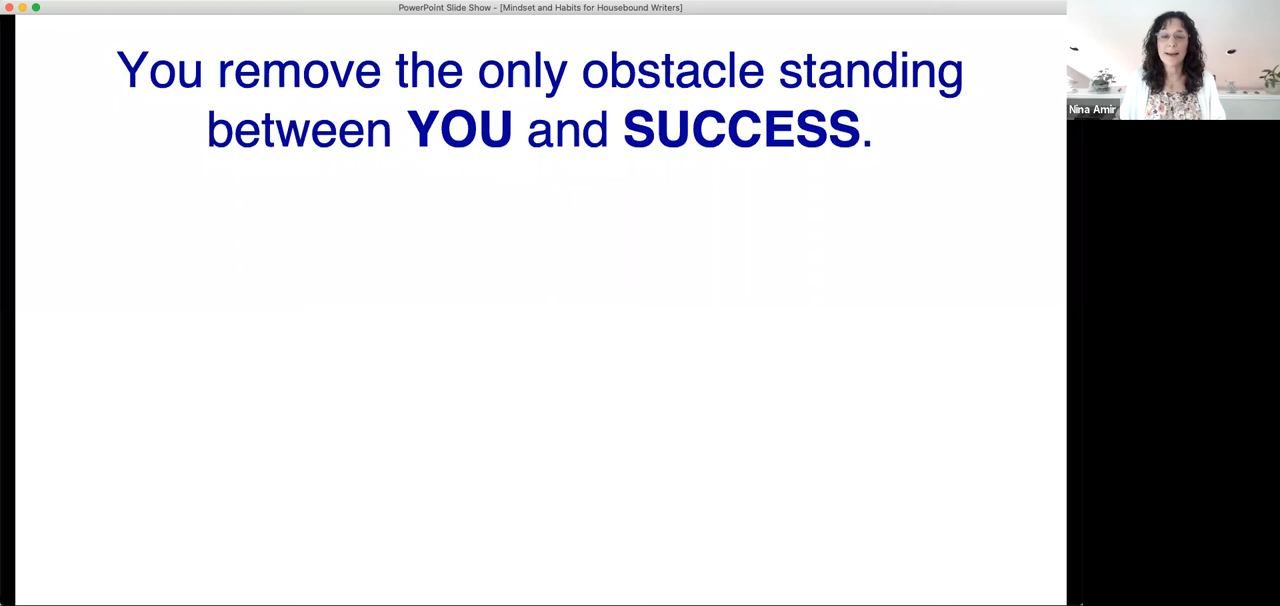 PowerPoint Slide Show - [Mindset and Habits for Housebound Writers]
You remove the only obstacle standing
between YOU and SUCCESS.
Nina Amir